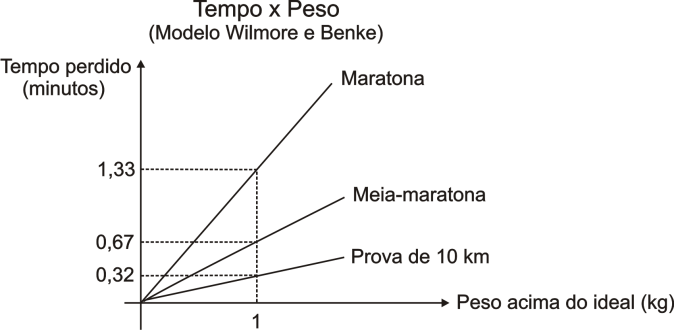 Tempo x Peso
(Modelo Wilmore e Benke)
Tempo perdido
(minutos)
Maratona
1,33
Meia-maratona
0,67
Prova de 10 km
0,32
Peso acima do ideal (kg)
1